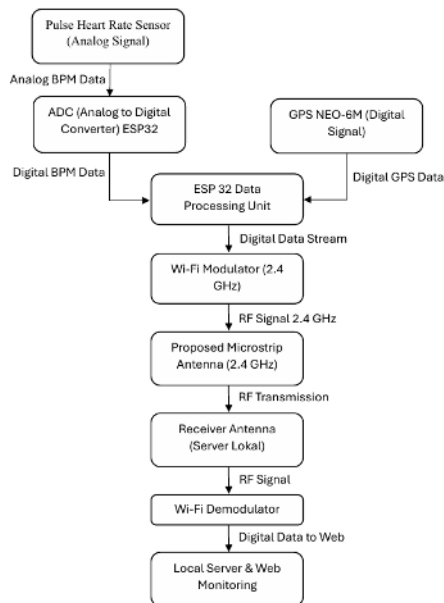 Pulse Heart Rate Sensor
(Analog Signal)
Analog BPM Data
ADC (Analog to Digital
Converter) ESP32
GPS NEO-6M (Digital
Signal)
Digital BPM Data
Digital GPS Data
ESP 32 Data
Processing Unit
Digital Data Stream
Wi-Fi Modulator (2.4
GHz)
RF Signal 2.4 GHz
Proposed Microstrip
Antenna (2.4 GHz)
RF Transmission
Receiver Antenna
(Server Lokal)
RF Signal
Wi-Fi Demodulator
Digital Data to Web
Local Server & Web
Monitoring